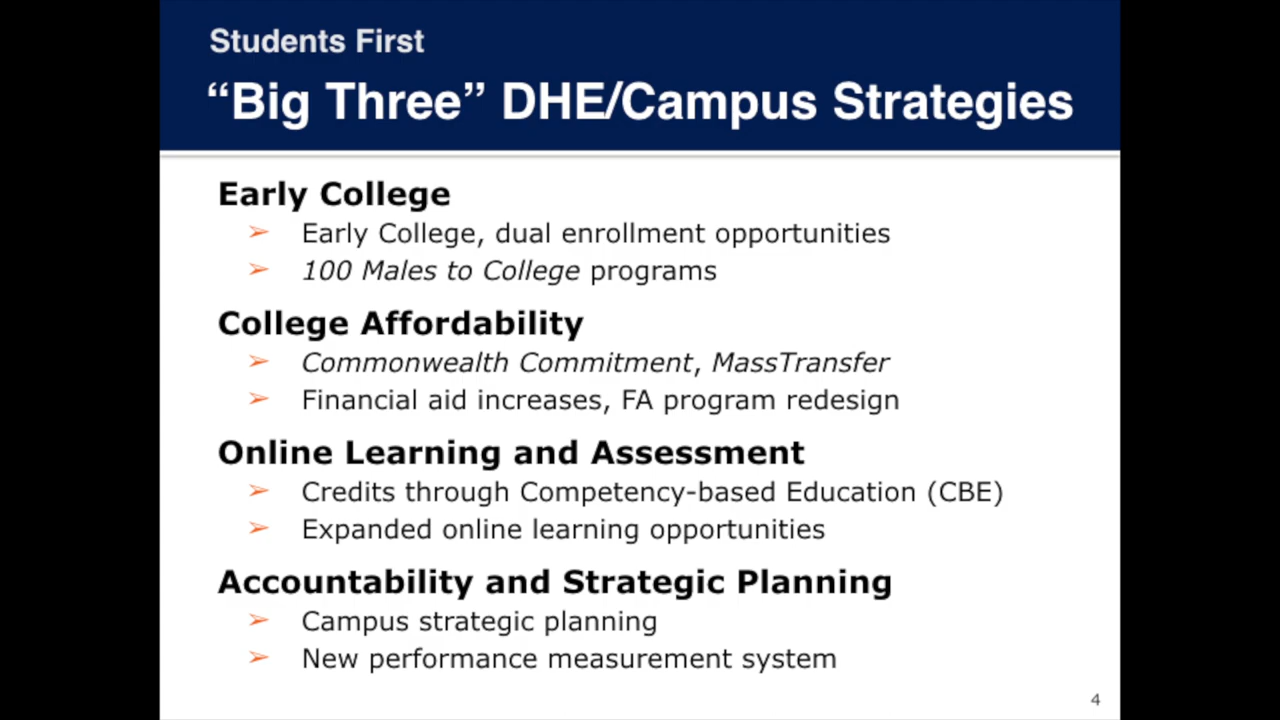 Students First
“Big Three” DHE/Campus Strategies
Early College
➢ Early College, dual enrollment opportunities
➢ 100 Males to College programs
College Affordability
➢ Commonwealth Commitment, MassTransfer
➢ Financial aid increases, FA program redesign
Online Learning and Assessment
➢ Credits through Competency-based Education (CBE)
➢ Expanded online learning opportunities
Accountability and Strategic Planning
➢ Campus strategic planning
➢ New performance measurement system
4